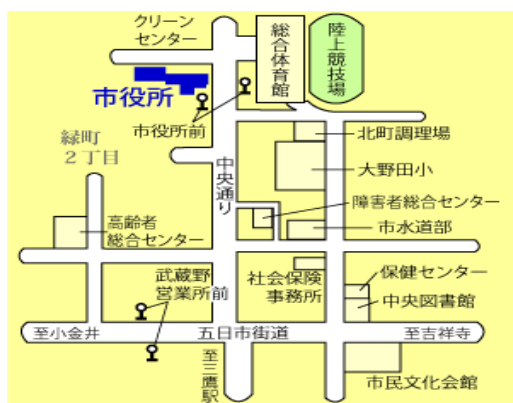 クリーン
センター
総合体育館
陸上競技場
市役所
市役所前
北町調理場
緑町
２丁目
中央通り
大野田小
障害者総合センター
高齢者
総合センター
市水道部
武蔵野
営業所前
社会保険
事務所
保健センター
中央図書館
至小金井
五日市街道
至吉祥寺
至三鷹駅
市民文化会館